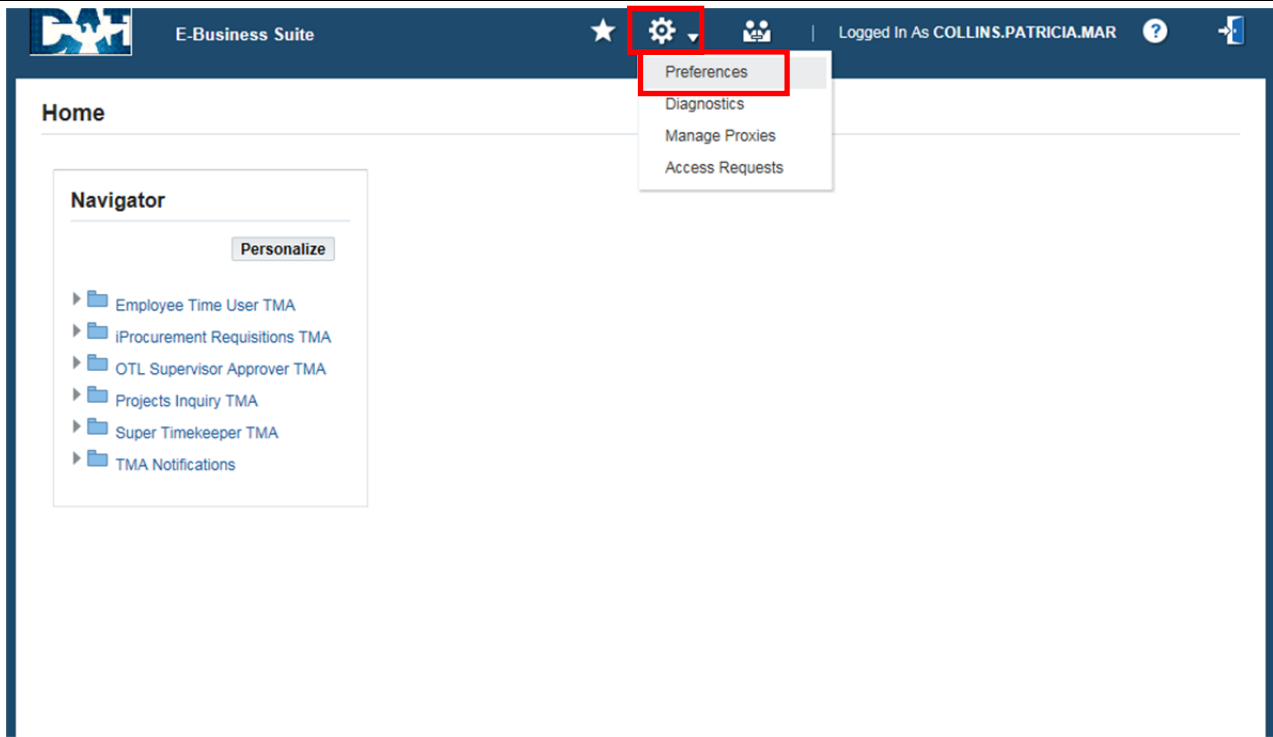 E-Business Suite
Logged In As COLLINS.PATRICIA.MAR
?
Preferences
Diagnostics
Manage Proxies
Access Requests
Home
Navigator
Personalize
Employee Time User TMA
iProcurement Requisitions TMA
OTL Supervisor Approver TMA
Projects Inquiry TMA
Super Timekeeper TMA
TMA Notifications